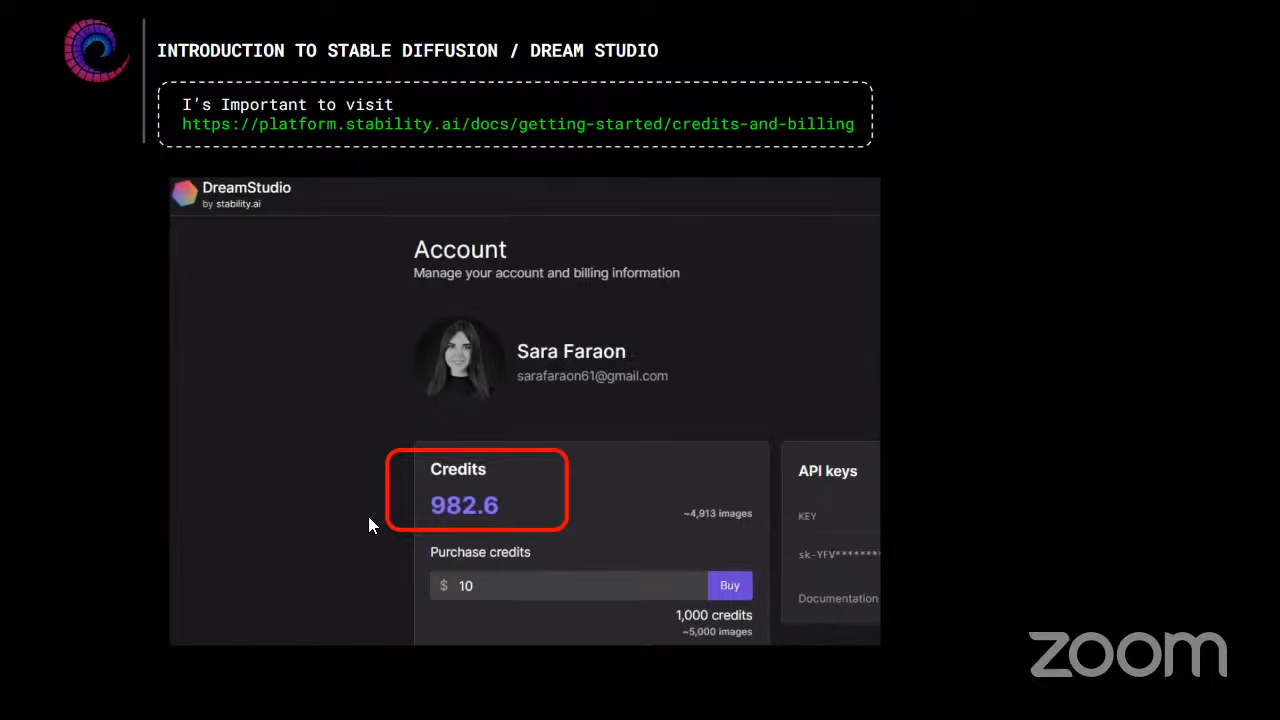 INTRODUCTION TO STABLE DIFFUSION / DREAM STUDIO
I's Important to visit
https://platform.stability.ai/docs/getting-started/credits-and-billing
DreamStudio
by stability.ai
Account
Manage your account and billing information
Sara Faraon
sarafaraon61@gmail.com
Credits
982.6
~4,913 images
Purchase credits
$ 10
Buy
1,000 credits
~5,000 images
API keys
KEY
sk-YFV********
Documentation
zoom